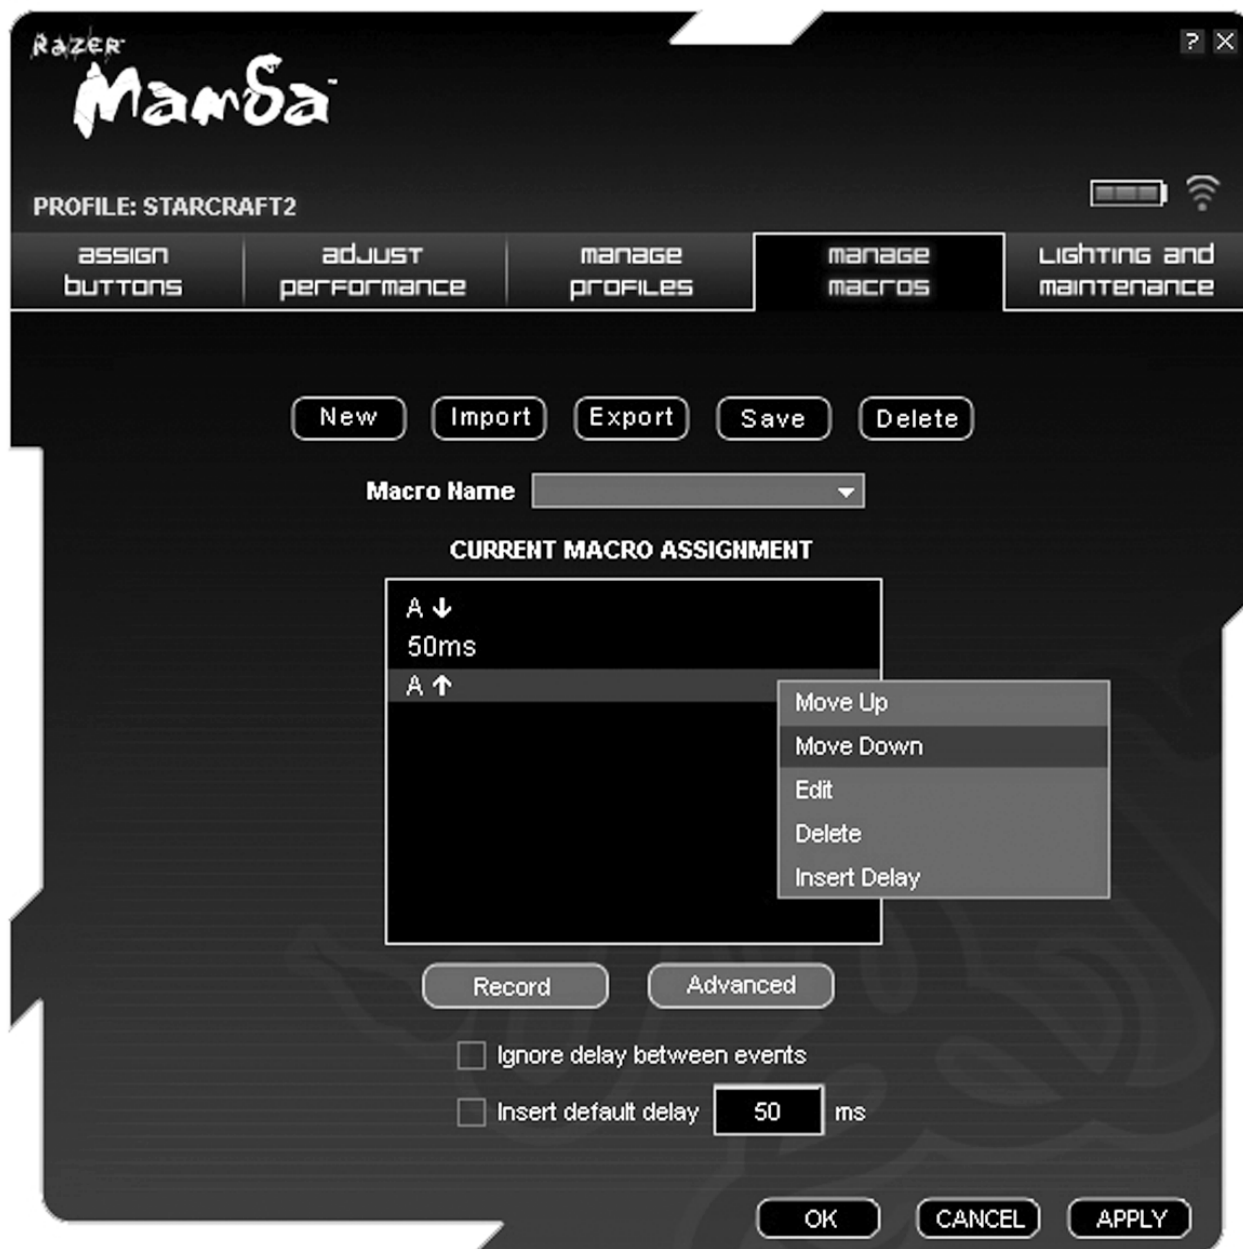 RAZER™
Mamba™
? X
PROFILE: STARCRAFT2
assign buttons
adjust performance
manage profiles
manage macros
Lighting and maintenance
New Import Export Save Delete
Macro Name
CURRENT MACRO ASSIGNMENT
A ↓
50ms
A ↑
Move Up
Move Down
Edit
Delete
Insert Delay
Record Advanced
Ignore delay between events
Insert default delay 50 ms
OK CANCEL APPLY